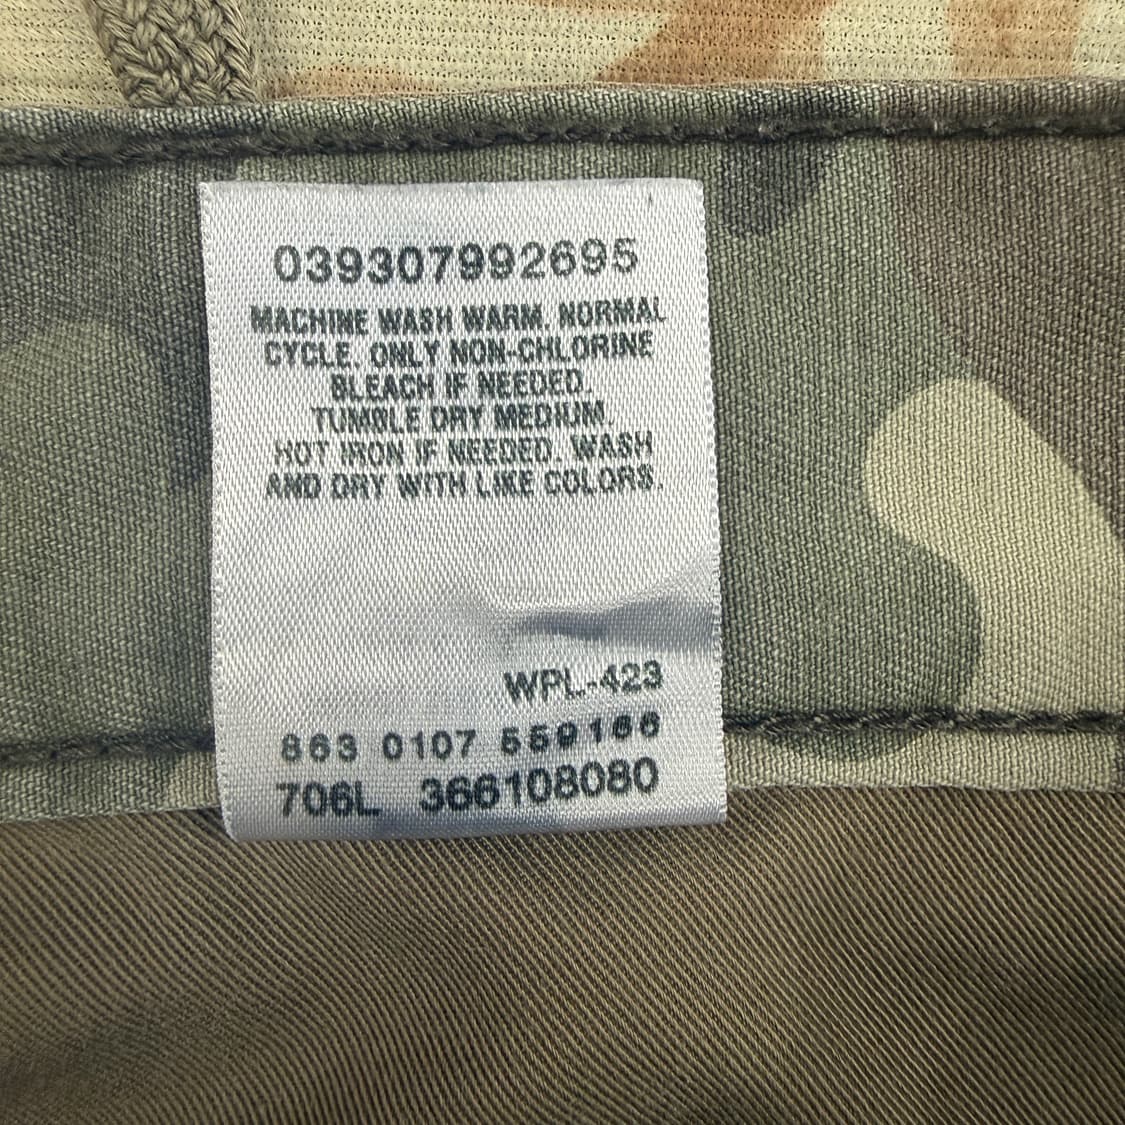 039307992695
MACHINE WASH WARM. NORMAL
CYCLE. ONLY NON-CHLORINE
BLEACH IF NEEDED.
TUMBLE DRY MEDIUM.
HOT IRON IF NEEDED. WASH
AND DRY WITH LIKE COLORS.
WPL-423
863 0107
706L 366108080